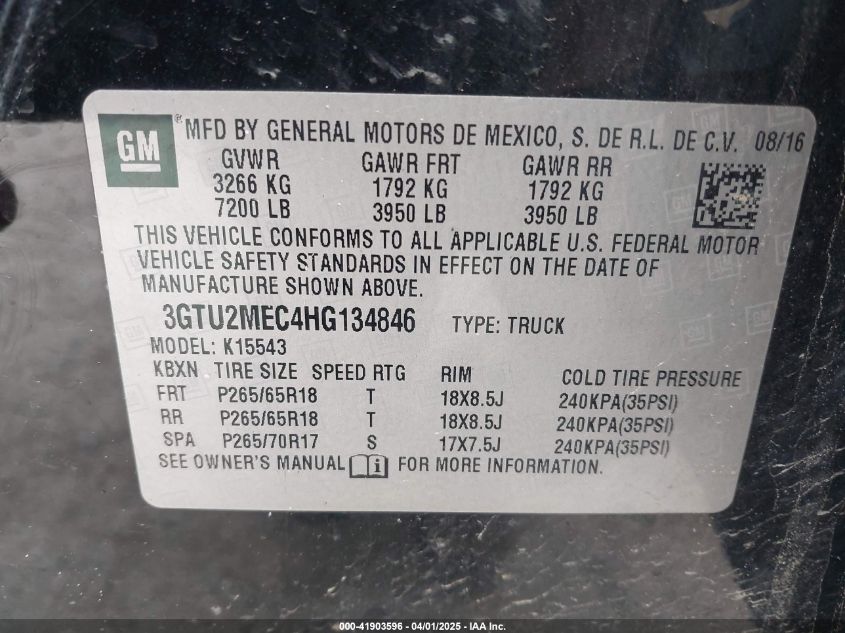 GM
® MFD BY GENERAL MOTORS DE MEXICO, S. DE R.L. DE C.V. 08/16
GVWR GAWR FRT GAWR RR
3266 KG 1792 KG 1792 KG
7200 LB 3950 LB 3950 LB
THIS VEHICLE CONFORMS TO ALL APPLICABLE U.S. FEDERAL MOTOR
VEHICLE SAFETY STANDARDS IN EFFECT ON THE DATE OF
MANUFACTURE SHOWN ABOVE.
3GTU2MEC4HG134846 TYPE: TRUCK
MODEL: K15543
KBXN TIRE SIZE SPEED RTG RIM COLD TIRE PRESSURE
FRT P265/65R18 T 18X8.5J 240KPA(35PSI)
RR P265/65R18 T 18X8.5J 240KPA(35PSI)
SPA P265/70R17 S 17X7.5J 240KPA(35PSI)
SEE OWNER'S MANUAL i FOR MORE INFORMATION.
000-41903596 - 04/01/2025 - IAA Inc.